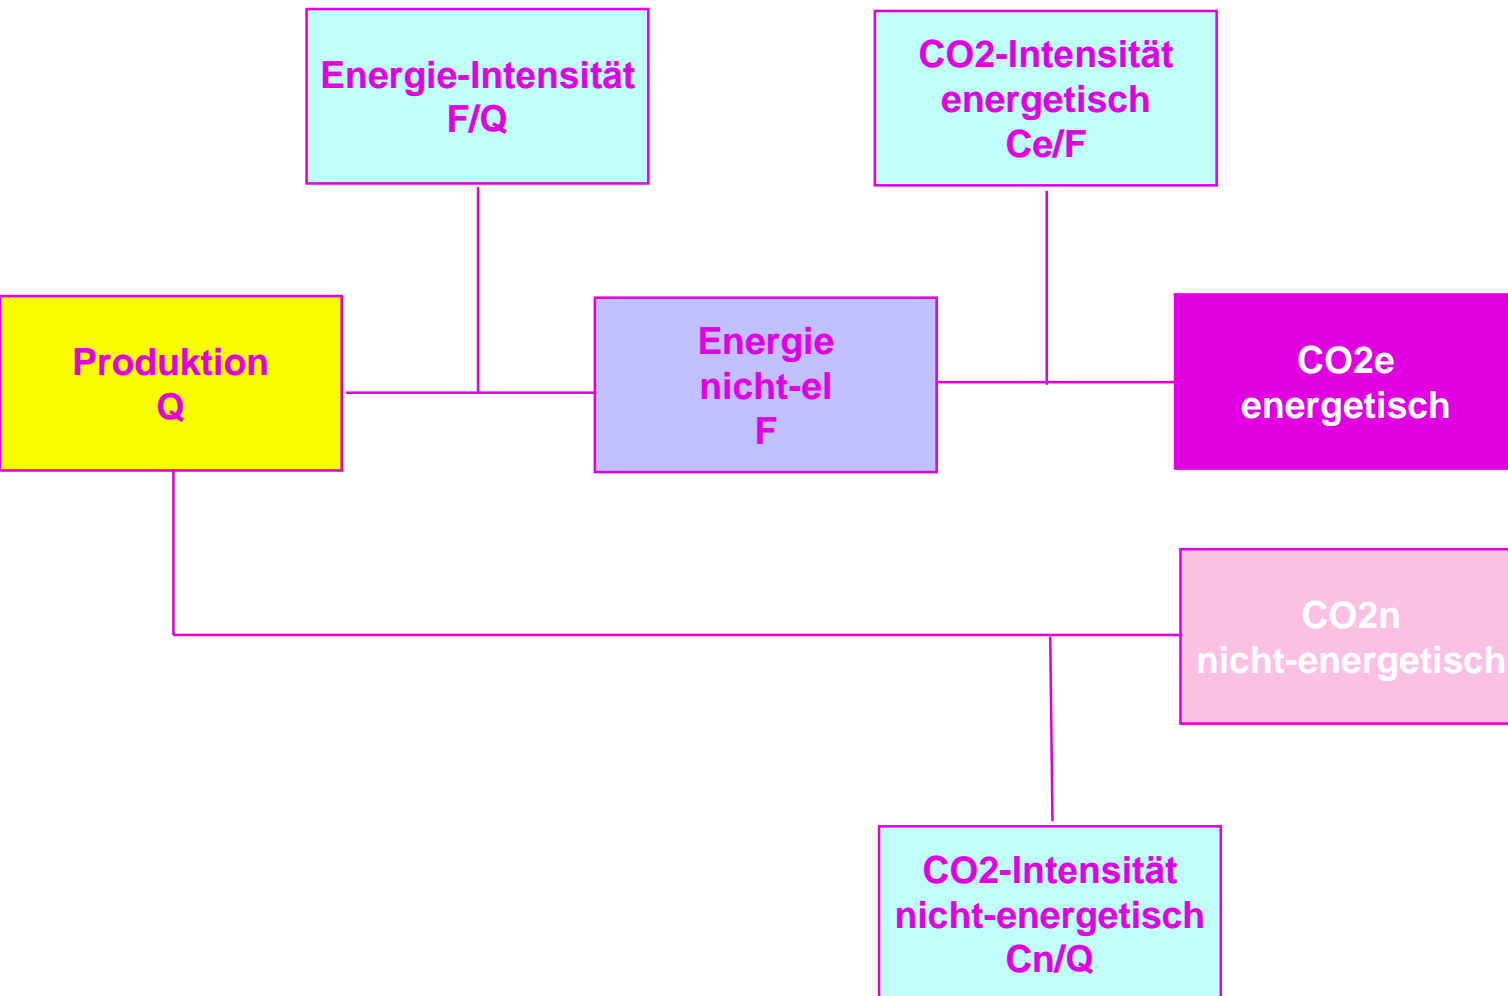 Energie-Intensität
F/Q
CO2-Intensität
energetisch
Ce/F
Produktion
Q
Energie
nicht-el
F
CO2e
energetisch
CO2n
nicht-energetisch
CO2-Intensität
nicht-energetisch
Cn/Q